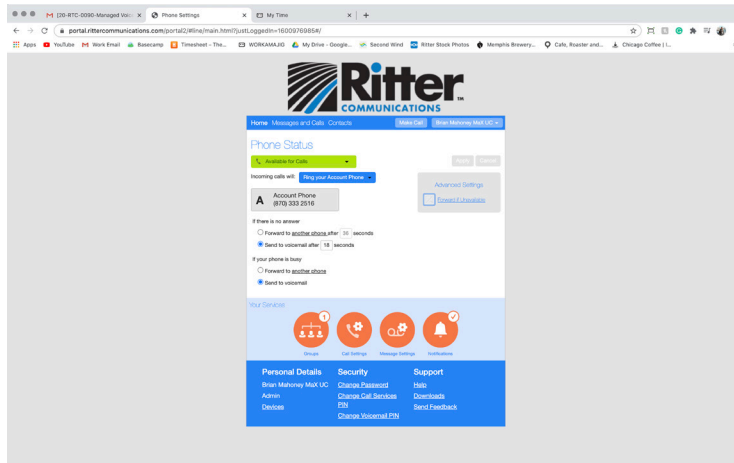 [20-RTC-0090-Managed Voi
Phone Settings
My Time
portal.rittercommunications.com/portal2/#line/main.html?justLoggedIn=1600976985#/
Apps YouTube Work Email Basecamp Timesheet - The... WORKAMAJIG My Drive - Google... Second Wind Ritter Stock Photos Memphis Brewery... Cafe, Roaster and... Chicago Coffee | I...
Ritter
COMMUNICATIONS
Home Messages and Calls Contacts Make Call Brian Mahoney MaX UC
Phone Status
Available for Calls Apply Cancel
Incoming calls will: Ring your Account Phone
Advanced Settings
Forward if Unavailable
A Account Phone
(870) 333 2516
If there is no answer
Forward to another phone after 36 seconds
Send to voicemail after 18 seconds
If your phone is busy
Forward to another phone
Send to voicemail
Your Services
1
Groups Call Settings Message Settings Notifications
Personal Details Security Support
Brian Mahoney MaX UC Change Password Help
Admin Change Call Services Downloads
Devices PIN Send Feedback
Change Voicemail PIN